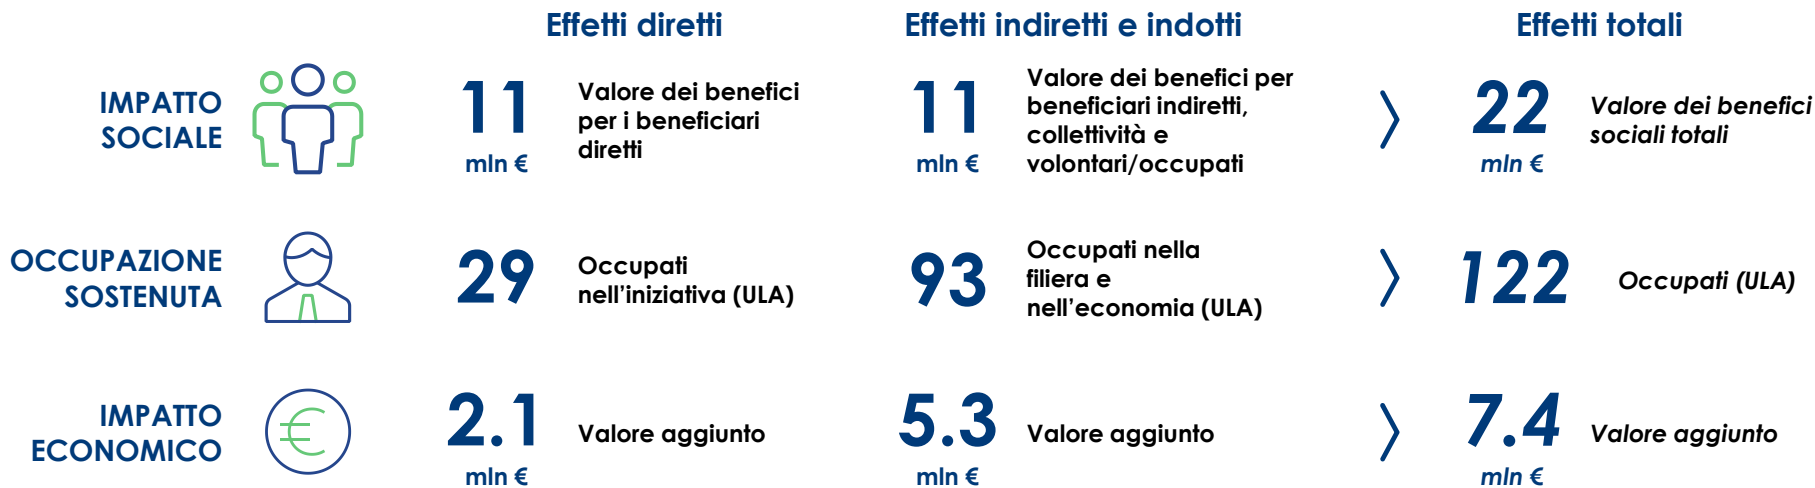 Effetti diretti
Effetti indiretti e indotti
Effetti totali
IMPATTO
SOCIALE
11
mln €
Valore dei benefici
per i beneficiari
diretti
11
mln €
Valore dei benefici per
beneficiari indiretti,
collettività e
volontari/occupati
22
mln €
Valore dei benefici
sociali totali
OCCUPAZIONE
SOSTENUTA
29
Occupati
nell’iniziativa (ULA)
93
Occupati nella
filiera e
nell’economia (ULA)
122
Occupati (ULA)
IMPATTO
ECONOMICO
2.1
mln €
Valore aggiunto
5.3
mln €
Valore aggiunto
7.4
mln €
Valore aggiunto